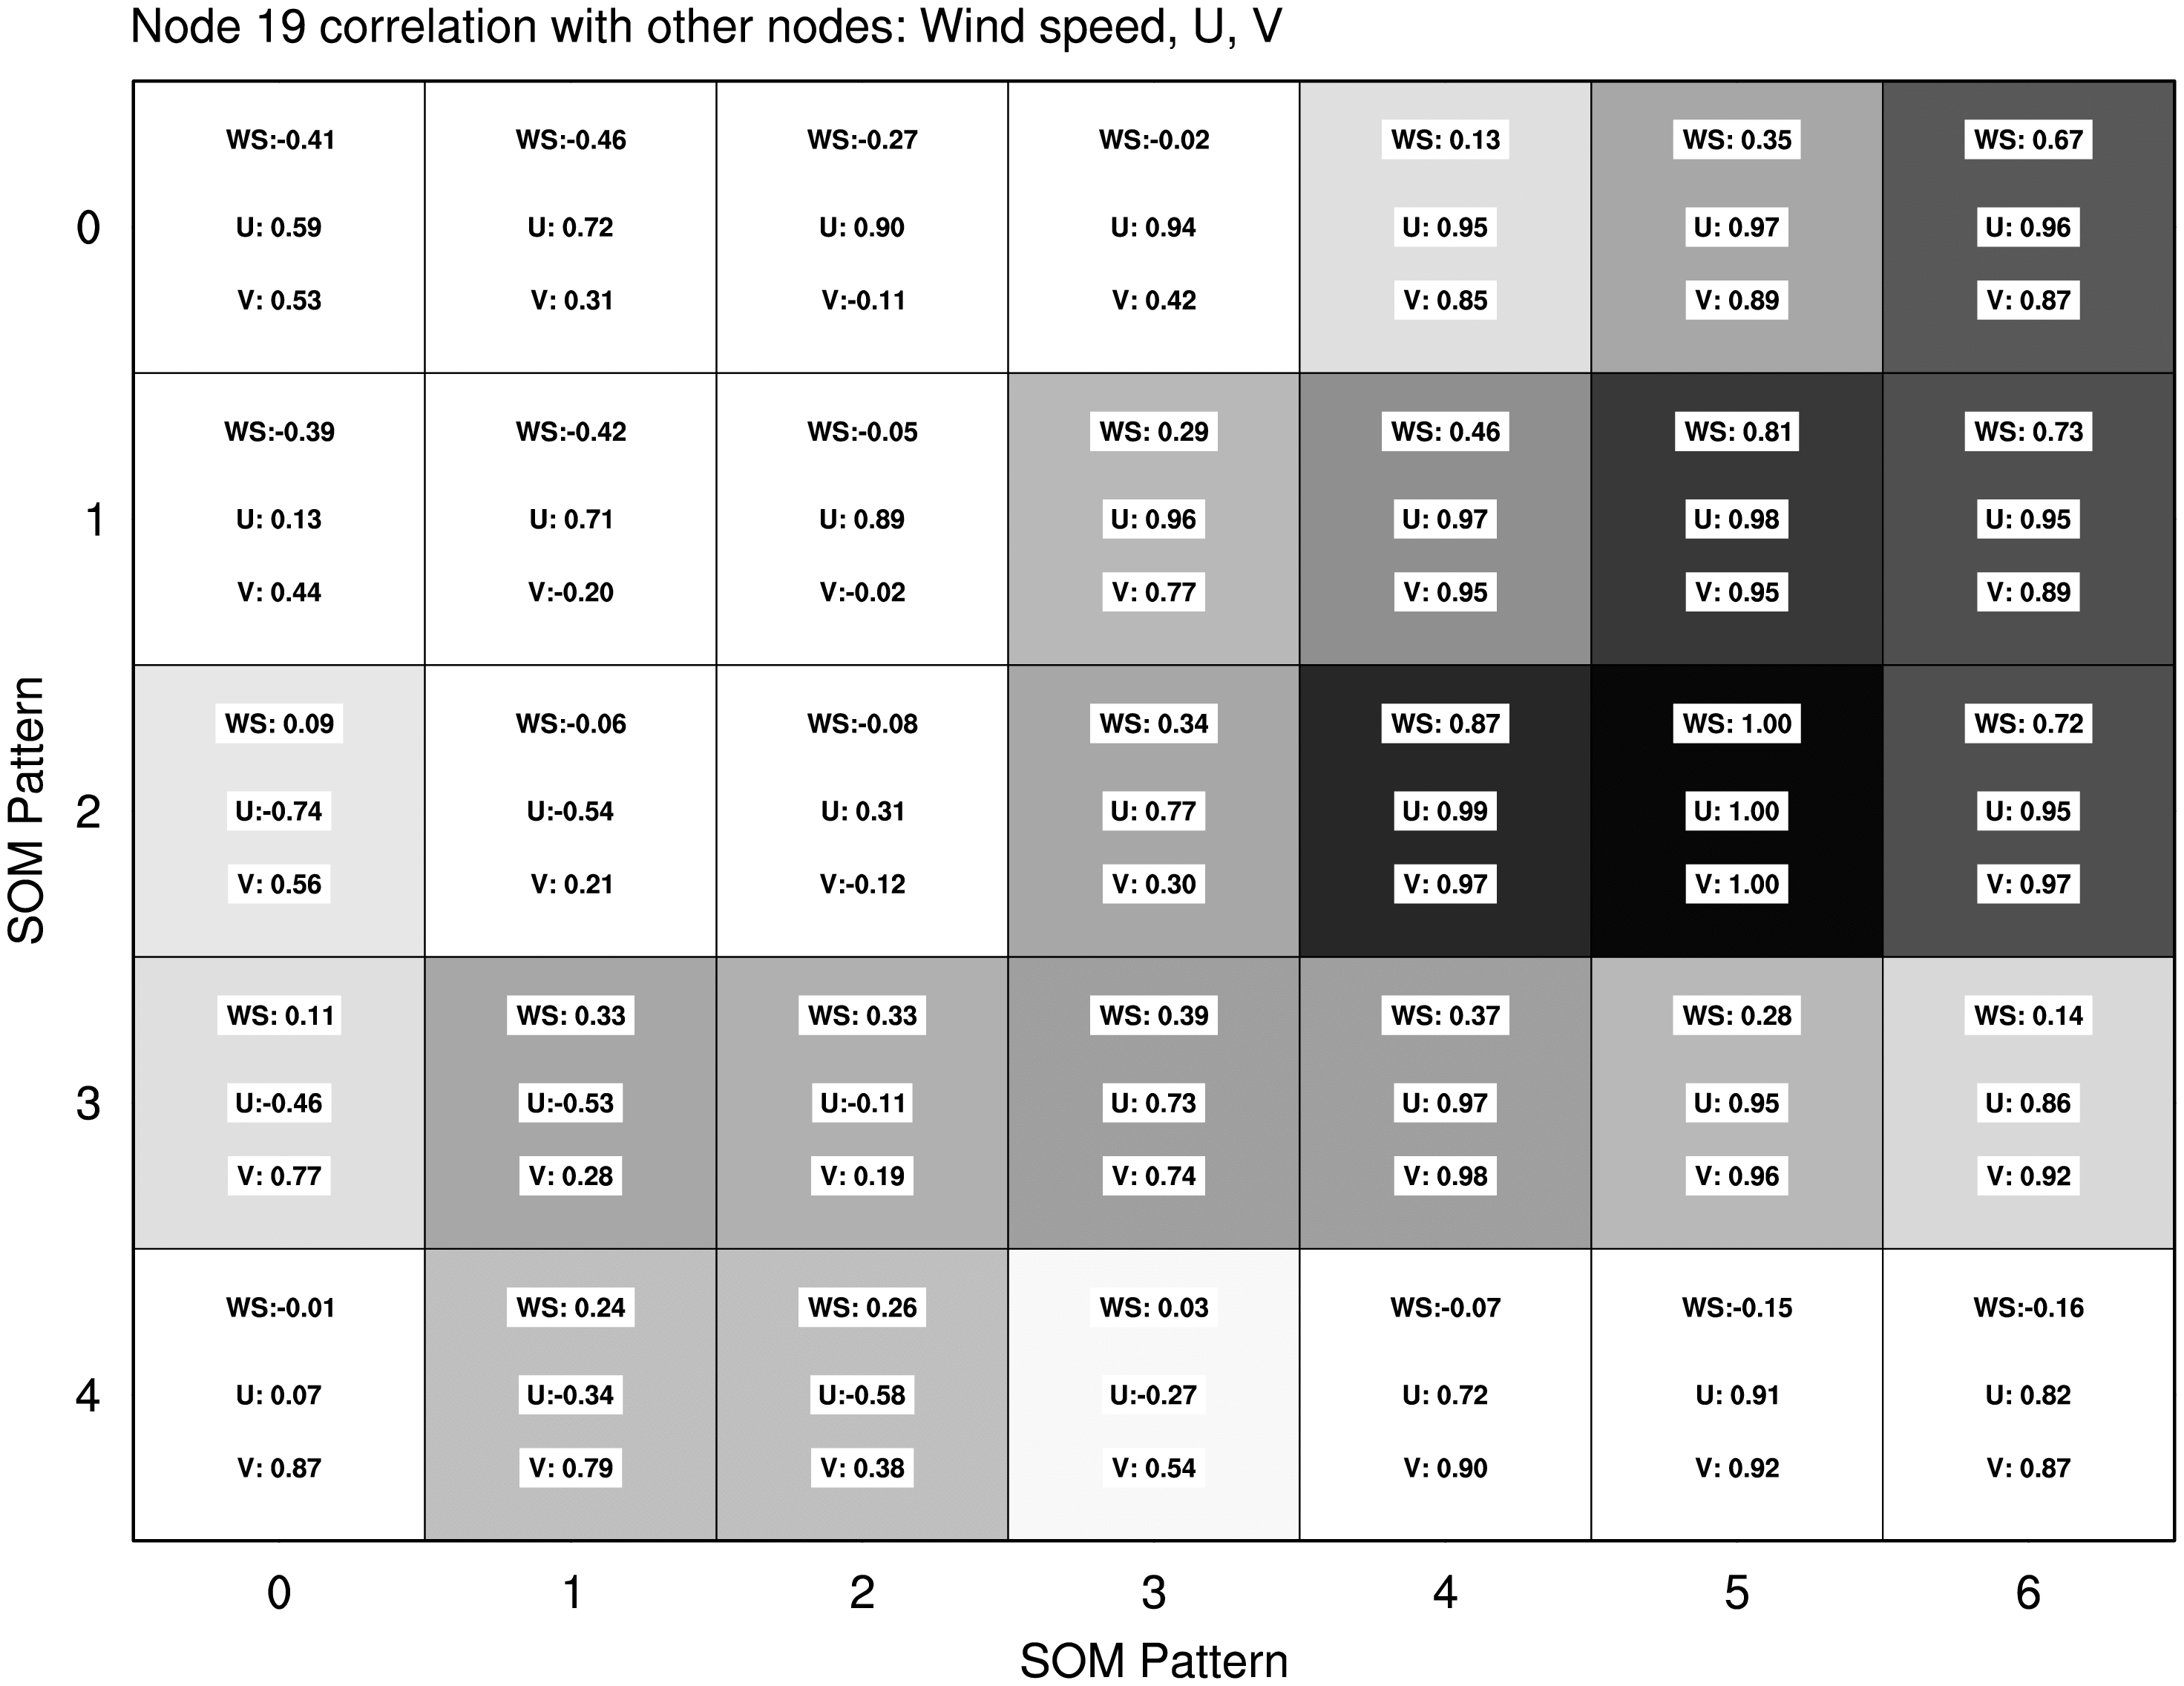 Node 19 correlation with other nodes: Wind speed, U, V
WS:-0.41 WS:-0.46 WS:-0.27 WS:-0.02 WS: 0.13 WS: 0.35 WS: 0.67
0 U: 0.59 U: 0.72 U: 0.90 U: 0.94 U: 0.95 U: 0.97 U: 0.96
V: 0.53 V: 0.31 V:-0.11 V: 0.42 V: 0.85 V: 0.89 V: 0.87
WS:-0.39 WS:-0.42 WS:-0.05 WS: 0.29 WS: 0.46 WS: 0.81 WS: 0.73
1 U: 0.13 U: 0.71 U: 0.89 U: 0.96 U: 0.97 U: 0.98 U: 0.95
V: 0.44 V:-0.20 V:-0.02 V: 0.77 V: 0.95 V: 0.95 V: 0.89
SOM Pattern
WS: 0.09 WS:-0.06 WS:-0.08 WS: 0.34 WS: 0.87 WS: 1.00 WS: 0.72
2 U:-0.74 U:-0.54 U: 0.31 U: 0.77 U: 0.99 U: 1.00 U: 0.95
V: 0.56 V: 0.21 V:-0.12 V: 0.30 V: 0.97 V: 1.00 V: 0.97
WS: 0.11 WS: 0.33 WS: 0.33 WS: 0.39 WS: 0.37 WS: 0.28 WS: 0.14
3 U:-0.46 U:-0.53 U:-0.11 U: 0.73 U: 0.97 U: 0.95 U: 0.86
V: 0.77 V: 0.28 V: 0.19 V: 0.74 V: 0.98 V: 0.96 V: 0.92
WS:-0.01 WS: 0.24 WS: 0.26 WS: 0.03 WS:-0.07 WS:-0.15 WS:-0.16
4 U: 0.07 U:-0.34 U:-0.58 U:-0.27 U: 0.72 U: 0.91 U: 0.82
V: 0.87 V: 0.79 V: 0.38 V: 0.54 V: 0.90 V: 0.92 V: 0.87
0 1 2 3 4 5 6
SOM Pattern